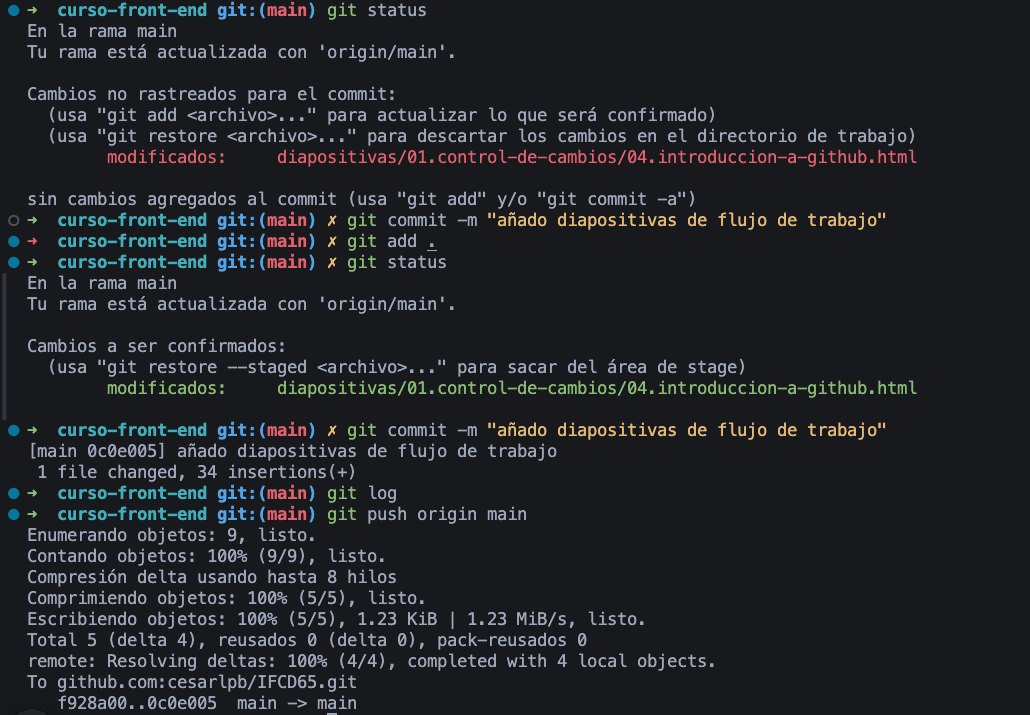 ➜ curso-front-end git:(main) git status
En la rama main
Tu rama está actualizada con 'origin/main'.
Cambios no rastreados para el commit:
(usa "git add <archivo>..." para actualizar lo que será confirmado)
(usa "git restore <archivo>..." para descartar los cambios en el directorio de trabajo)
modificados: diapositivas/01.control-de-cambios/04.introduccion-a-github.html
sin cambios agregados al commit (usa "git add" y/o "git commit -a")
➜ curso-front-end git:(main) ✗ git commit -m "añado diapositivas de flujo de trabajo"
➜ curso-front-end git:(main) ✗ git add .
➜ curso-front-end git:(main) ✗ git status
En la rama main
Tu rama está actualizada con 'origin/main'.
Cambios a ser confirmados:
(usa "git restore --staged <archivo>..." para sacar del área de stage)
modificados: diapositivas/01.control-de-cambios/04.introduccion-a-github.html
➜ curso-front-end git:(main) ✗ git commit -m "añado diapositivas de flujo de trabajo"
[main 0c0e005] añado diapositivas de flujo de trabajo
1 file changed, 34 insertions(+)
➜ curso-front-end git:(main) git log
➜ curso-front-end git:(main) git push origin main
Enumerando objetos: 9, listo.
Contando objetos: 100% (9/9), listo.
Compresión delta usando hasta 8 hilos
Comprimiendo objetos: 100% (5/5), listo.
Escribiendo objetos: 100% (5/5), 1.23 KiB | 1.23 MiB/s, listo.
Total 5 (delta 4), reusados 0 (delta 0), pack-reusados 0
remote: Resolving deltas: 100% (4/4), completed with 4 local objects.
To github.com:cesarlpb/IFCD65.git
f928a00..0c0e005 main -> main